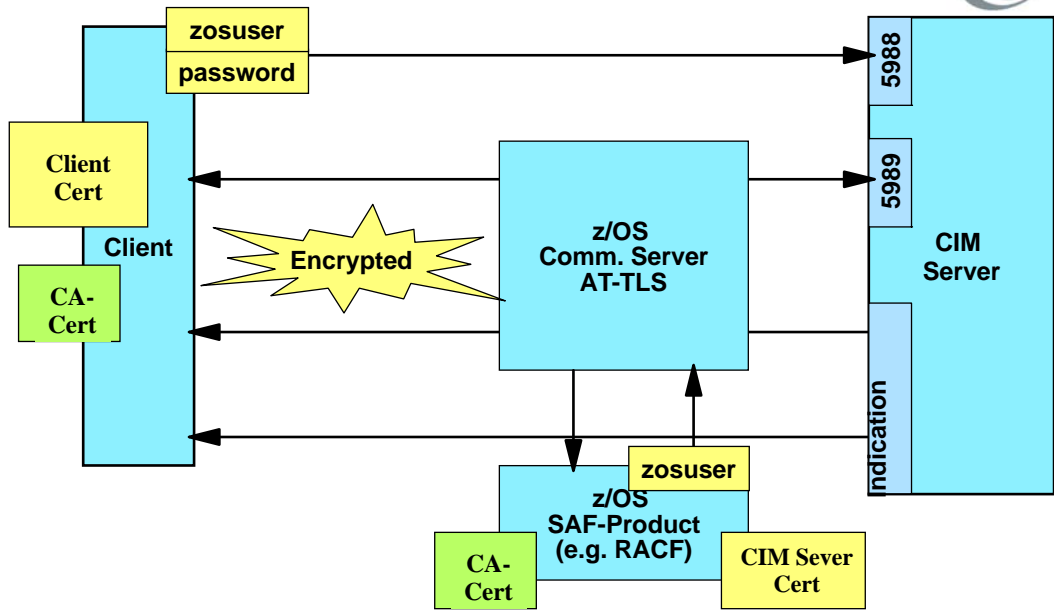 zosuser
password
5988
Client
Cert
5989
Client
Encrypted
z/OS
Comm. Server
AT-TLS
CIM
Server
CA-
Cert
Indication
zosuser
z/OS
SAF-Product
(e.g. RACF)
CA-
Cert
CIM Sever
Cert